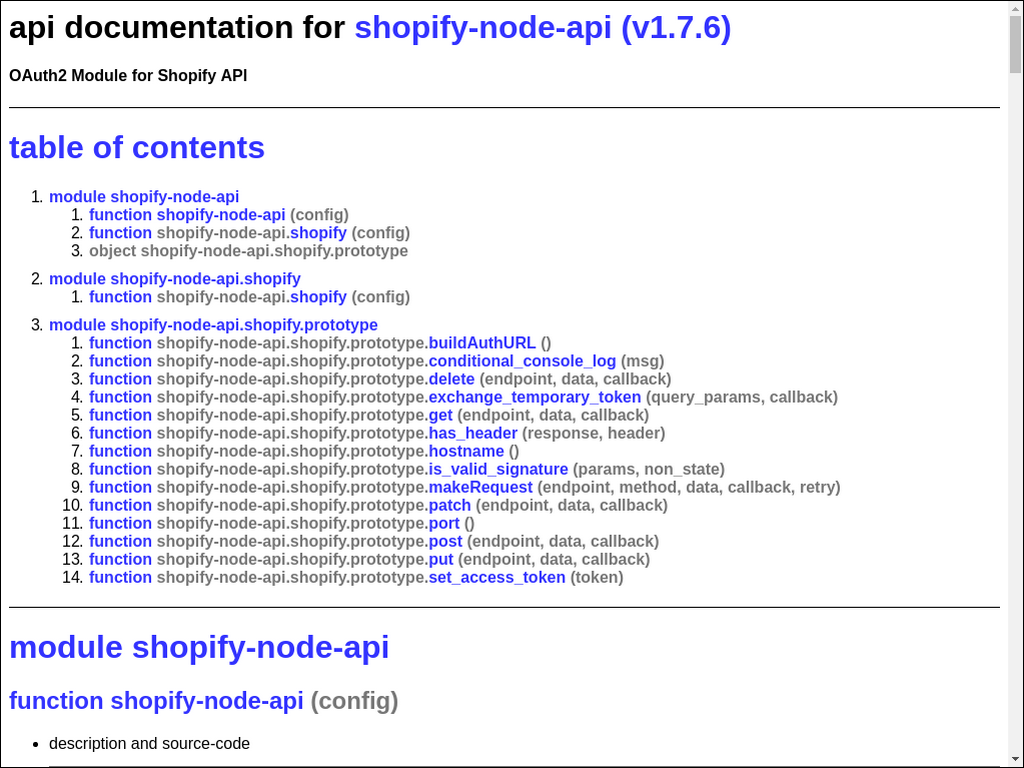 api documentation for shopify-node-api (v1.7.6)
OAuth2 Module for Shopify API
table of contents
1. module shopify-node-api
1. function shopify-node-api (config)
2. function shopify-node-api.shopify (config)
3. object shopify-node-api.shopify.prototype
2. module shopify-node-api.shopify
1. function shopify-node-api.shopify (config)
3. module shopify-node-api.shopify.prototype
1. function shopify-node-api.shopify.prototype.buildAuthURL ()
2. function shopify-node-api.shopify.prototype.conditional_console_log (msg)
3. function shopify-node-api.shopify.prototype.delete (endpoint, data, callback)
4. function shopify-node-api.shopify.prototype.exchange_temporary_token (query_params, callback)
5. function shopify-node-api.shopify.prototype.get (endpoint, data, callback)
6. function shopify-node-api.shopify.prototype.has_header (response, header)
7. function shopify-node-api.shopify.prototype.hostname ()
8. function shopify-node-api.shopify.prototype.is_valid_signature (params, non_state)
9. function shopify-node-api.shopify.prototype.makeRequest (endpoint, method, data, callback, retry)
10. function shopify-node-api.shopify.prototype.patch (endpoint, data, callback)
11. function shopify-node-api.shopify.prototype.port ()
12. function shopify-node-api.shopify.prototype.post (endpoint, data, callback)
13. function shopify-node-api.shopify.prototype.put (endpoint, data, callback)
14. function shopify-node-api.shopify.prototype.set_access_token (token)
module shopify-node-api
function shopify-node-api (config)
• description and source-code